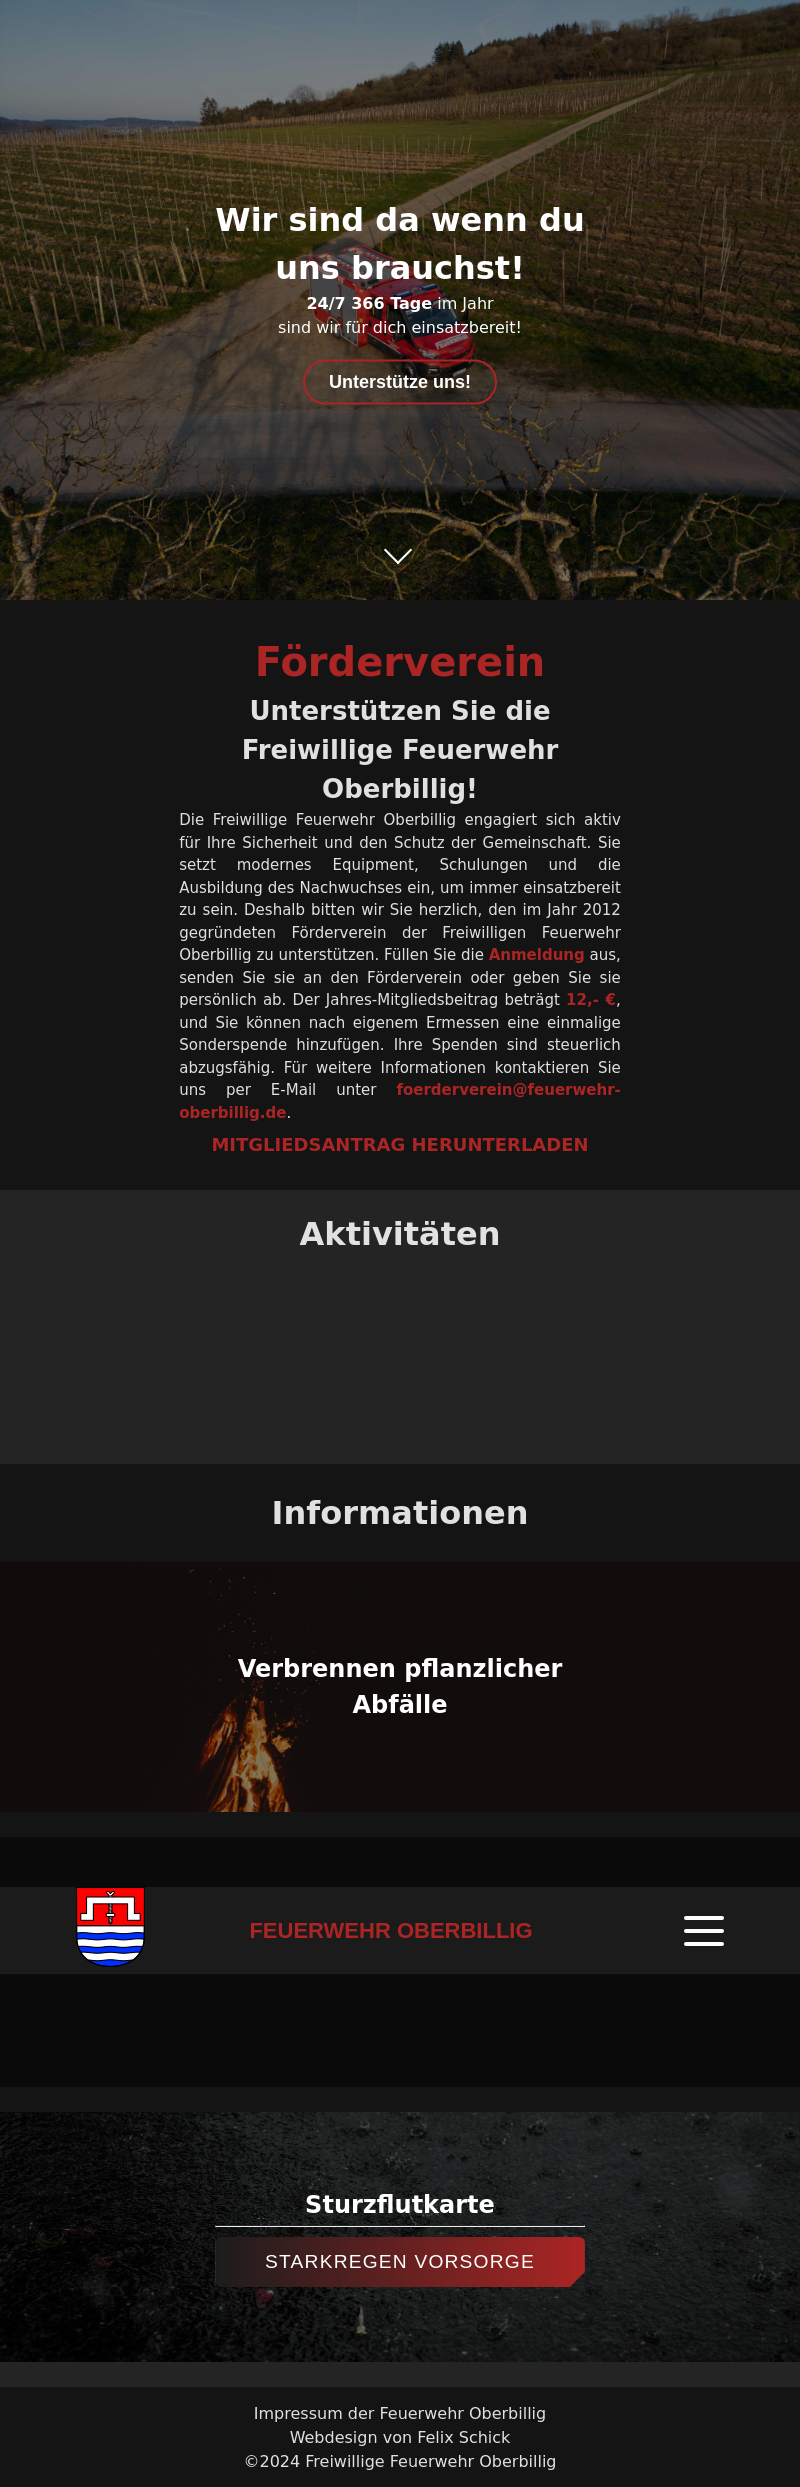 Wir sind da wenn du
uns brauchst!
24/7 366 Tage im Jahr
sind wir für dich einsatzbereit!
Unterstütze uns!
Förderverein
Unterstützen Sie die
Freiwillige Feuerwehr
Oberbillig!
Die Freiwillige Feuerwehr Oberbillig engagiert sich aktiv
für Ihre Sicherheit und den Schutz der Gemeinschaft. Sie
setzt modernes Equipment, Schulungen und die
Ausbildung des Nachwuchses ein, um immer einsatzbereit
zu sein. Deshalb bitten wir Sie herzlich, den im Jahr 2012
gegründeten Förderverein der Freiwilligen Feuerwehr
Oberbillig zu unterstützen. Füllen Sie die Anmeldung aus,
senden Sie sie an den Förderverein oder geben Sie sie
persönlich ab. Der Jahres-Mitgliedsbeitrag beträgt 12,- €,
und Sie können nach eigenem Ermessen eine einmalige
Sonderspende hinzufügen. Ihre Spenden sind steuerlich
abzugsfähig. Für weitere Informationen kontaktieren Sie
uns per E-Mail unter foerderverein@feuerwehr-
oberbillig.de.
MITGLIEDSANTRAG HERUNTERLADEN
Aktivitäten
Informationen
Verbrennen pflanzlicher
Abfälle
FEUERWEHR OBERBILLIG
Sturzflutkarte
STARKREGEN VORSORGE
Impressum der Feuerwehr Oberbillig
Webdesign von Felix Schick
©2024 Freiwillige Feuerwehr Oberbillig